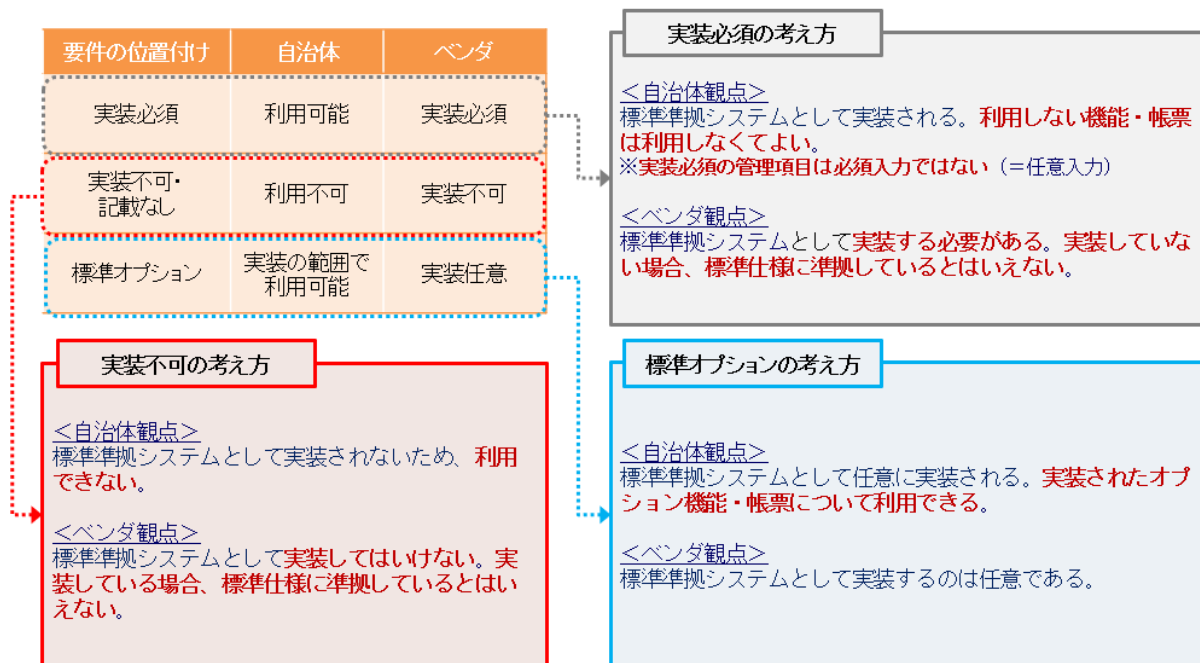 要件の位置付け 自治体 ベンダ
実装必須 利用可能 実装必須
実装不可・
記載なし
利用不可 実装不可
標準オプション
実装の範囲で
利用可能
実装任意
実装必須の考え方
＜自治体観点＞
標準準拠システムとして実装される。利用しない機能・帳票
は利用しなくてよい。
※実装必須の管理項目は必須入力ではない（＝任意入力）
＜ベンダ観点＞
標準準拠システムとして実装する必要がある。実装していな
い場合、標準仕様に準拠しているとはいえない。
実装不可の考え方
＜自治体観点＞
標準準拠システムとして実装されないため、利用
できない。
＜ベンダ観点＞
標準準拠システムとして実装してはいけない。実
装している場合、標準仕様に準拠しているとはい
えない。
標準オプションの考え方
＜自治体観点＞
標準準拠システムとして任意に実装される。実装されたオプ
ション機能・帳票について利用できる。
＜ベンダ観点＞
標準準拠システムとして実装するのは任意である。